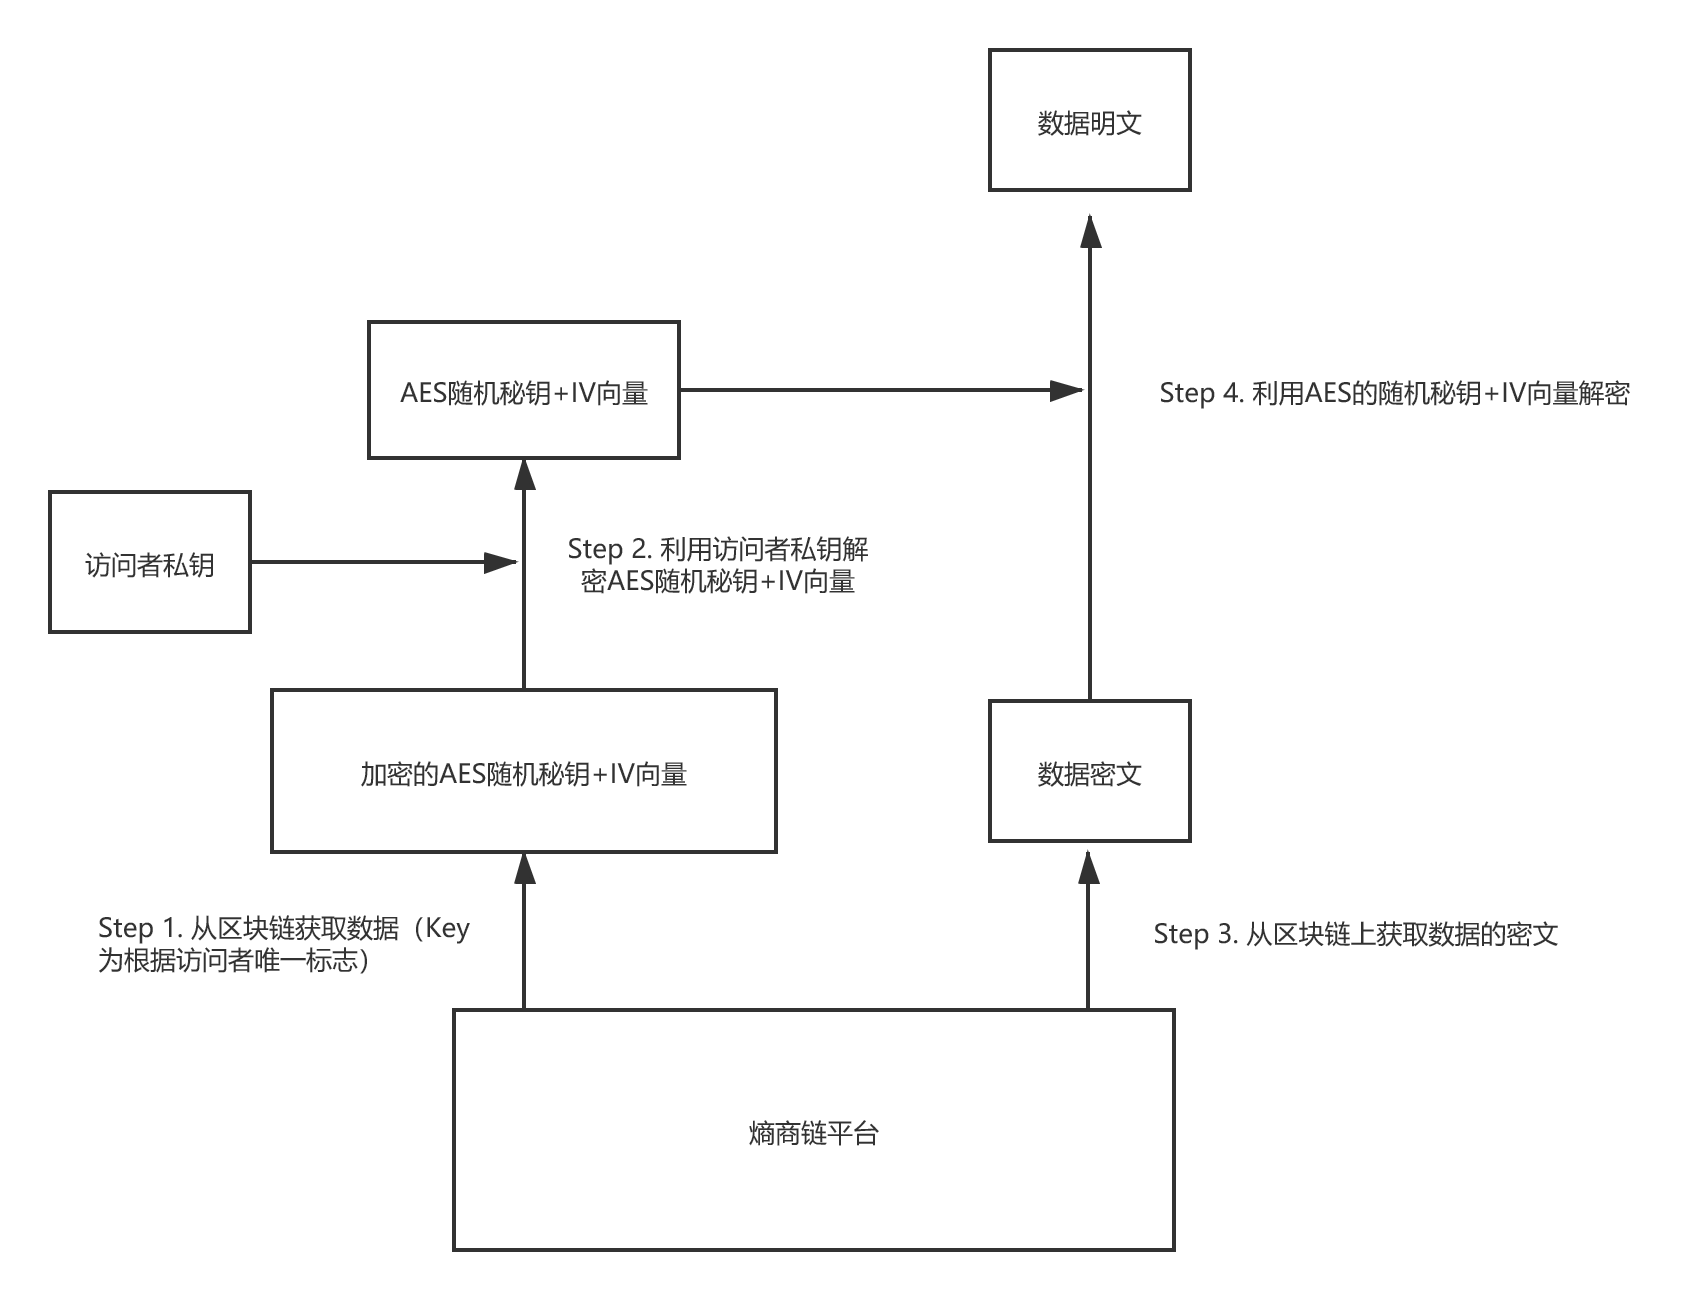 数据明文
AES随机秘钥+IV向量
Step 4. 利用AES的随机秘钥+IV向量解密
访问者私钥
Step 2. 利用访问者私钥解
密AES随机秘钥+IV向量
加密的AES随机秘钥+IV向量
数据密文
Step 1. 从区块链获取数据（Key
为根据访问者唯一标志）
Step 3. 从区块链上获取数据的密文
熵商链平台